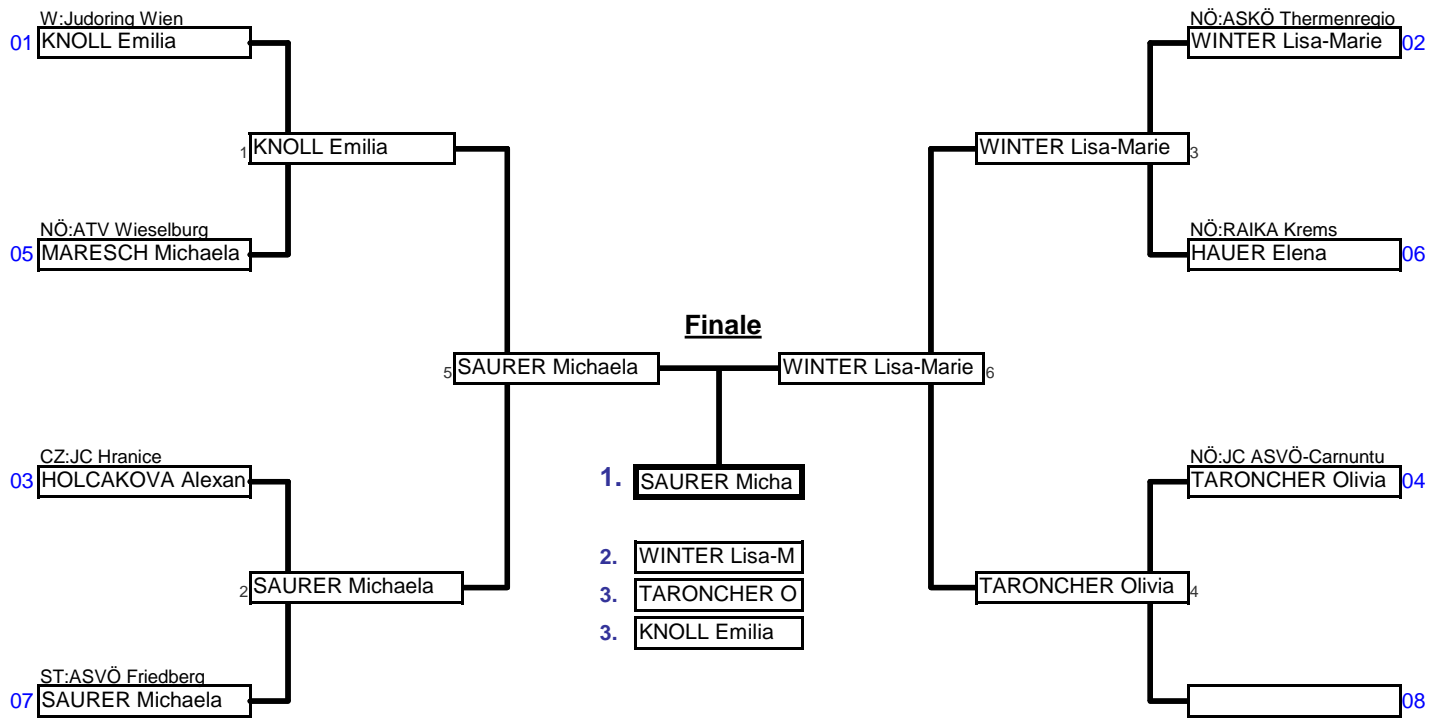 W:Judoring Wien
01 KNOLL Emilia
NÖ:ASKÖ Thermenregio
WINTER Lisa-Marie 02
1 KNOLL Emilia
WINTER Lisa-Marie 3
NÖ:ATV Wieselburg
05 MARESCH Michaela
NÖ:RAIKA Krems
HAUER Elena 06
Finale
5 SAURER Michaela
WINTER Lisa-Marie 6
CZ:JC Hranice
03 HOLCAKOVA Alexan
1. SAURER Micha
NÖ:JC ASVÖ-Carnuntu
TARONCHER Olivia 04
2. WINTER Lisa-M
2 SAURER Michaela
TARONCHER Olivia 4
3. TARONCHER O
3. KNOLL Emilia
ST:ASVÖ Friedberg
07 SAURER Michaela
08